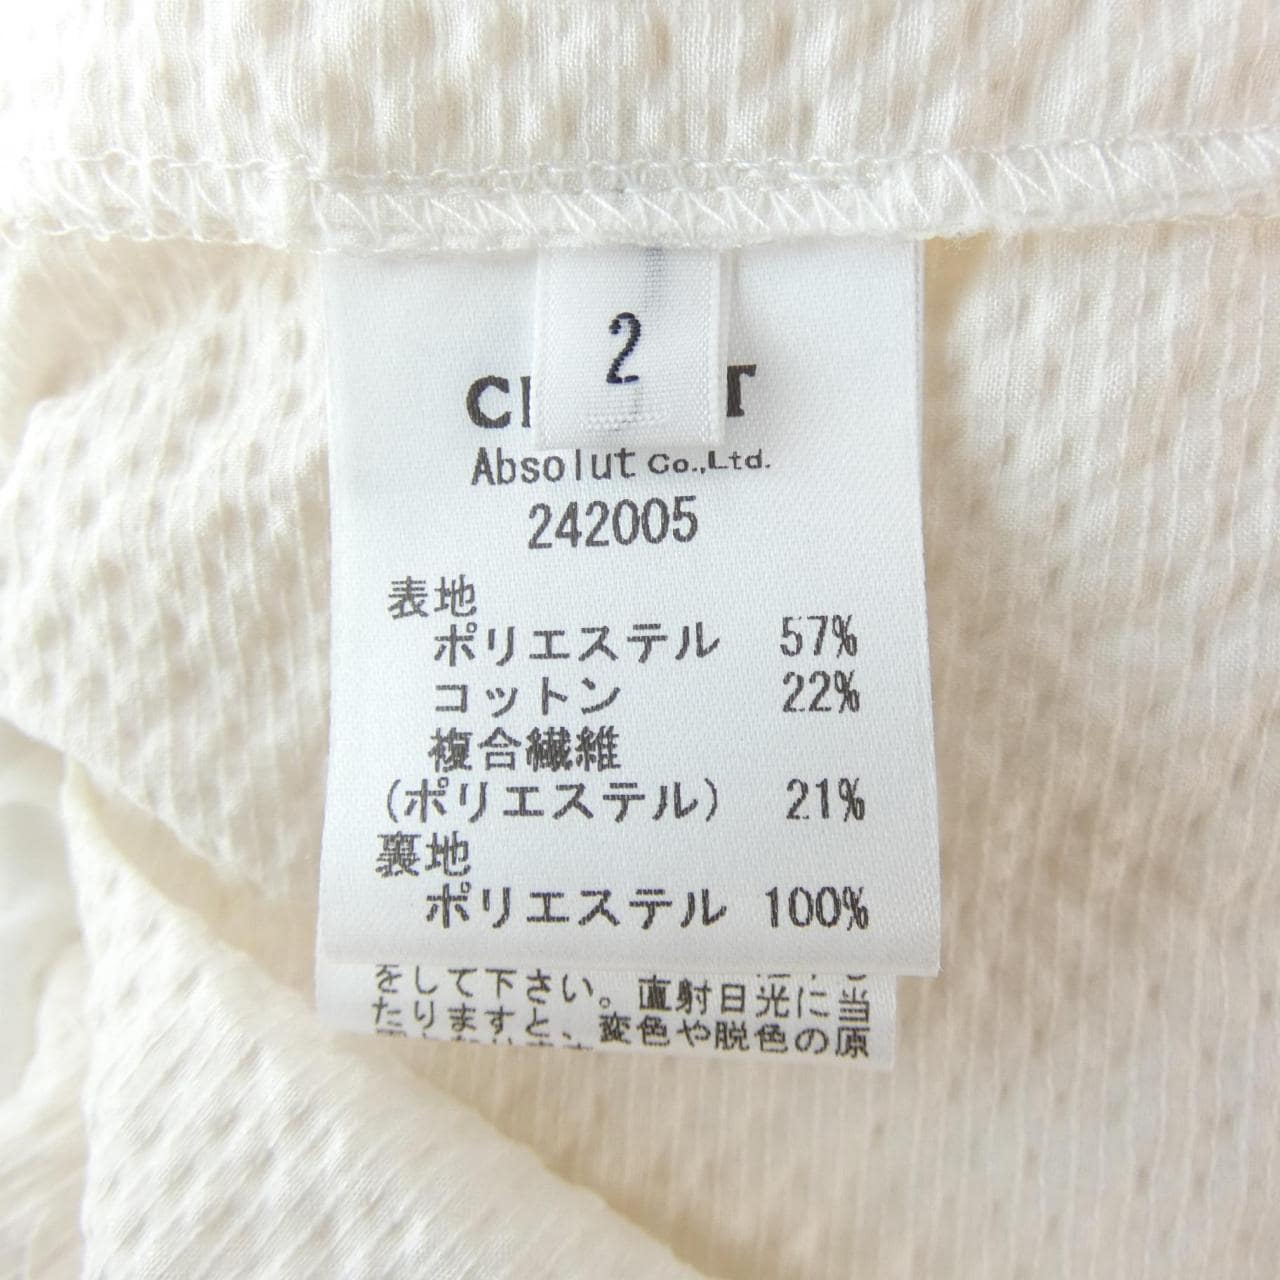 2
Absolut Co.,Ltd.
242005
表地
ポリエステル 57%
コットン 22%
複合繊維
(ポリエステル) 21%
裏地
ポリエステル 100%
をして下さい。直射日光に当
たりますと、変色や脱色の原